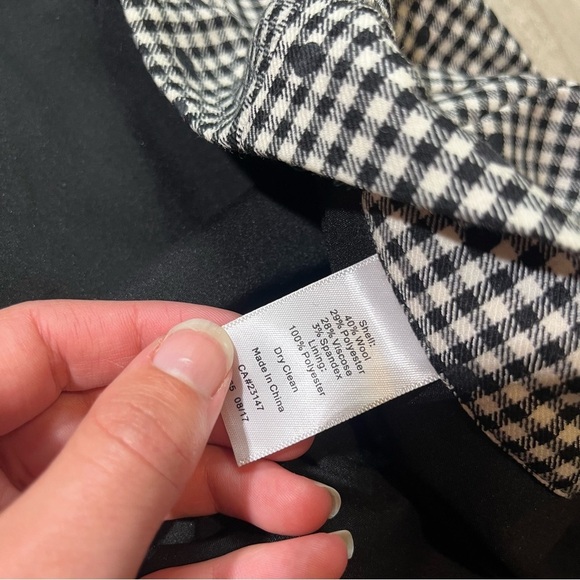 Shell:
40% Wool
29% Polyester
28% Viscose
3% Spandex
Lining:
100% Polyester
Dry Clean
Made In China
CA#23147
08/17